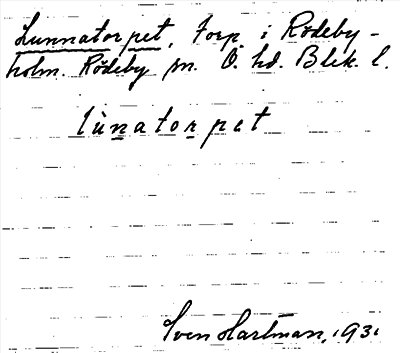 Lunnatorpet, Torp i Rödeby-
holm. Rödeby sn. Ö. hd. Blek. l.
lùnatorpet
Sven Hartman, 1931